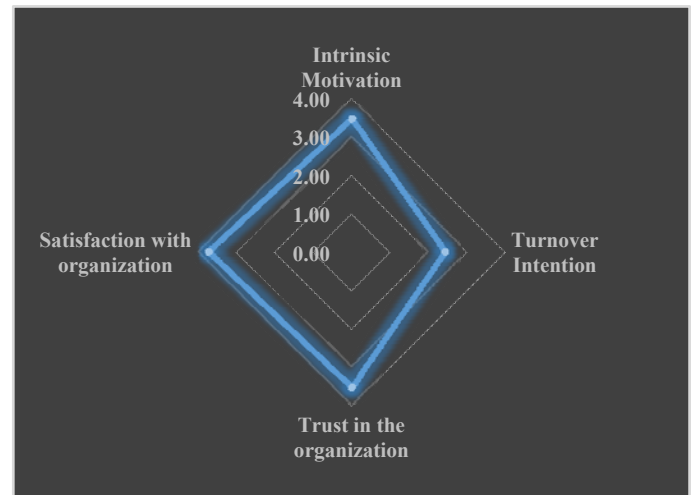 Intrinsic
Motivation
4.00
3.00
2.00
1.00
0.00
Satisfaction with
organization
Turnover
Intention
Trust in the
organization